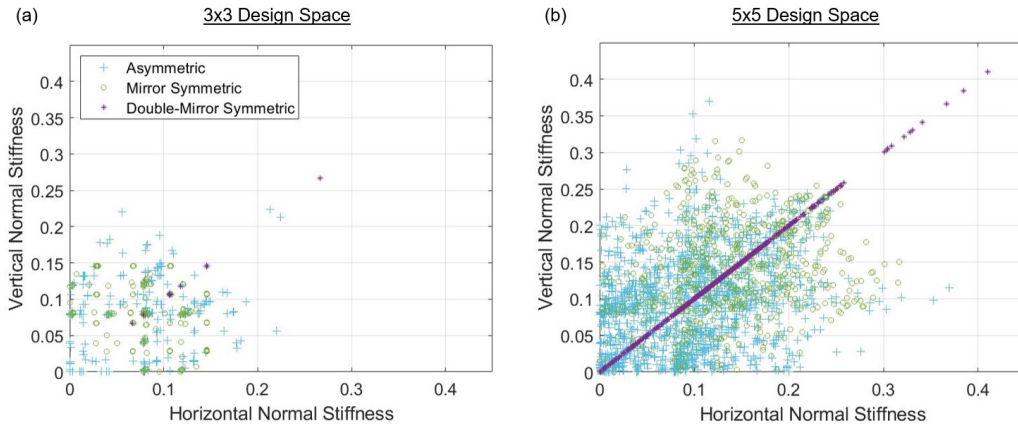 (a) 3x3 Design Space
Asymmetric
Mirror Symmetric
Double-Mirror Symmetric
Vertical Normal Stiffness
0.4
0.35
0.3
0.25
0.2
0.15
0.1
0.05
0
0 0.1 0.2 0.3 0.4
Horizontal Normal Stiffness
(b) 5x5 Design Space
Vertical Normal Stiffness
0.4
0.35
0.3
0.25
0.2
0.15
0.1
0.05
0
0 0.1 0.2 0.3 0.4
Horizontal Normal Stiffness